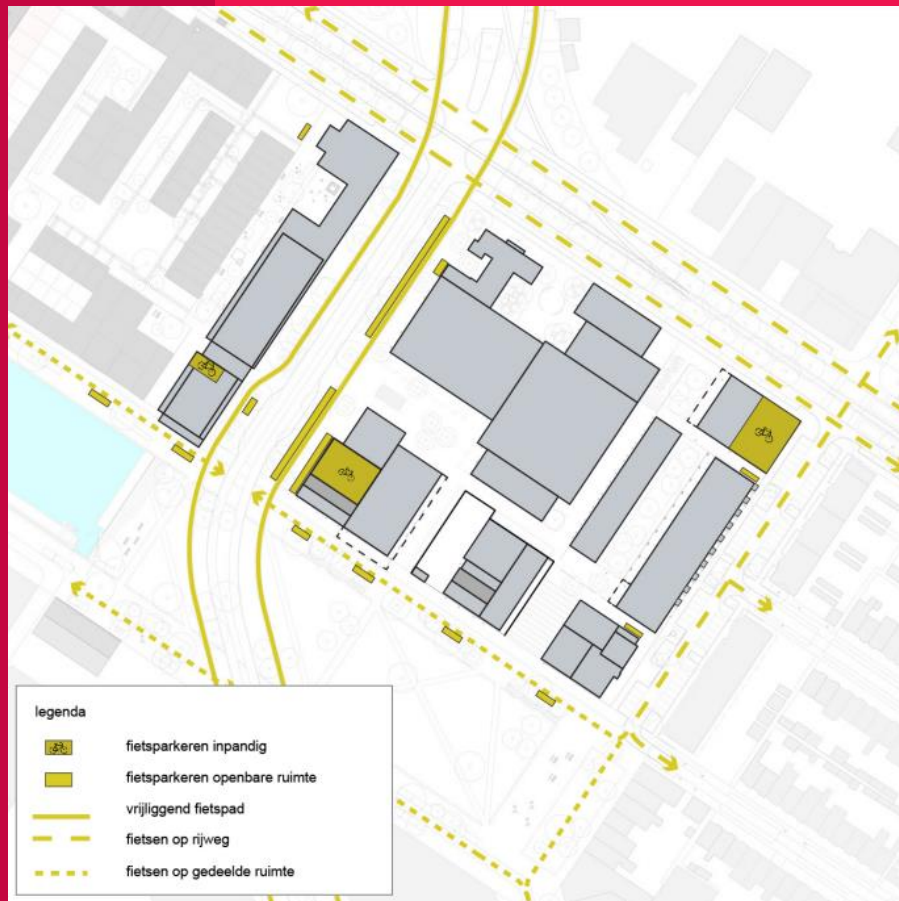 legenda
fietsparkeren inpandig
fietsparkeren openbare ruimte
vrijliggend fietspad
fietsen op rijweg
fietsen op gedeelde ruimte